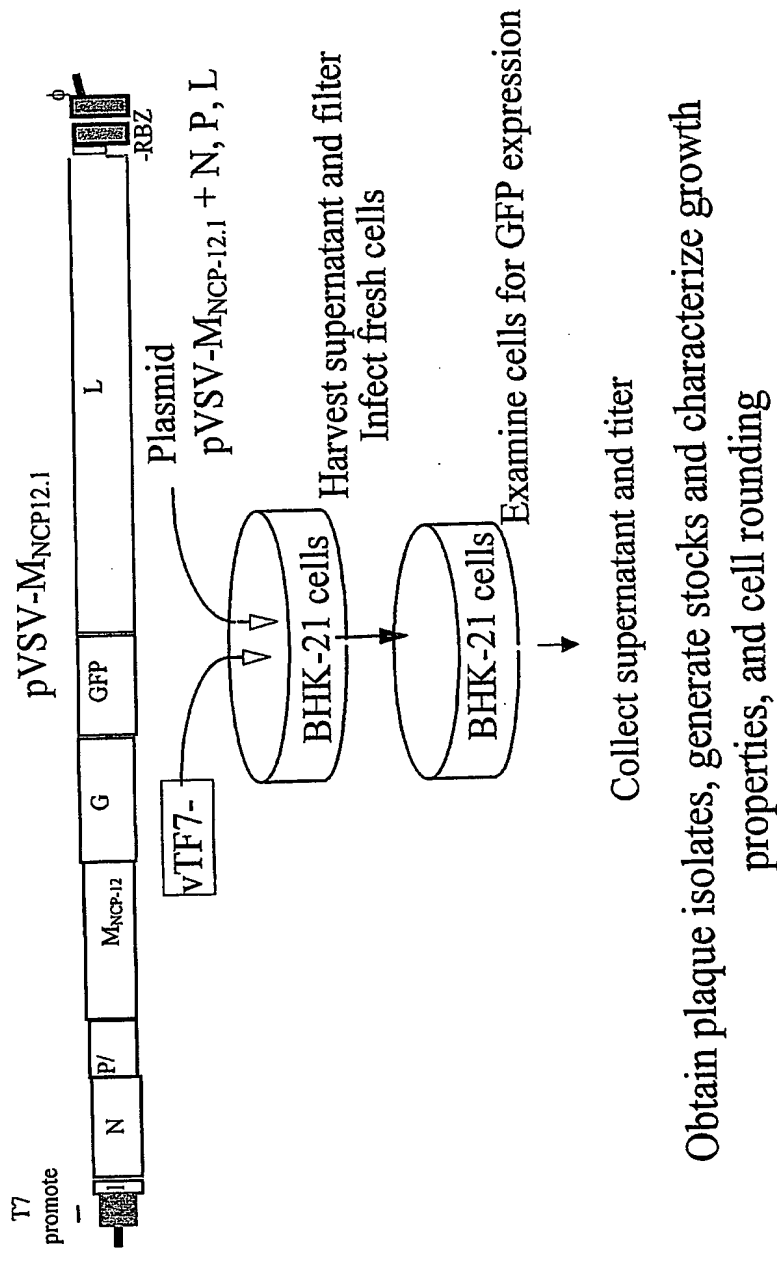 pVSV-MNCP12.1
T7
promote
l
N
P/
MNCP-12
G
GFP
L
-RBZ
φ
vTF7-
Plasmid
pVSV-MNCP-12.1 + N, P, L
BHK-21 cells
Harvest supernatant and filter
Infect fresh cells
BHK-21 cells
Examine cells for GFP expression
Collect supernatant and titer
Obtain plaque isolates, generate stocks and characterize growth
properties, and cell rounding